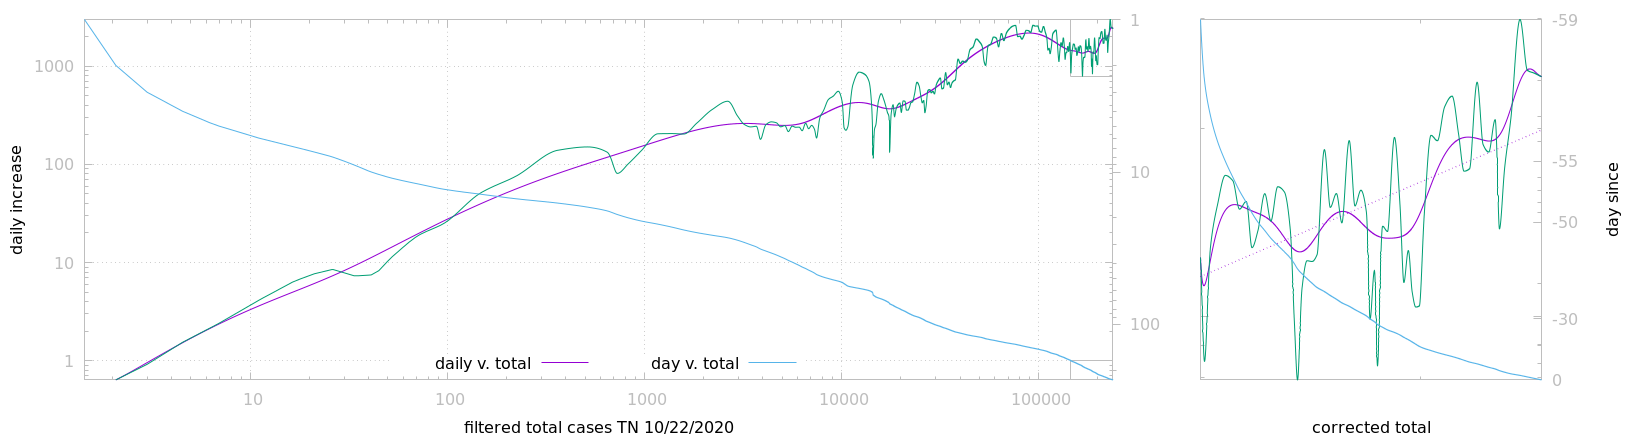 daily increase
1000
100
10
1
10
100
1000
10000
100000
1
10
100
daily v. total
day v. total
filtered total cases TN 10/22/2020
-59
-55
-50
-30
0
day since
corrected total